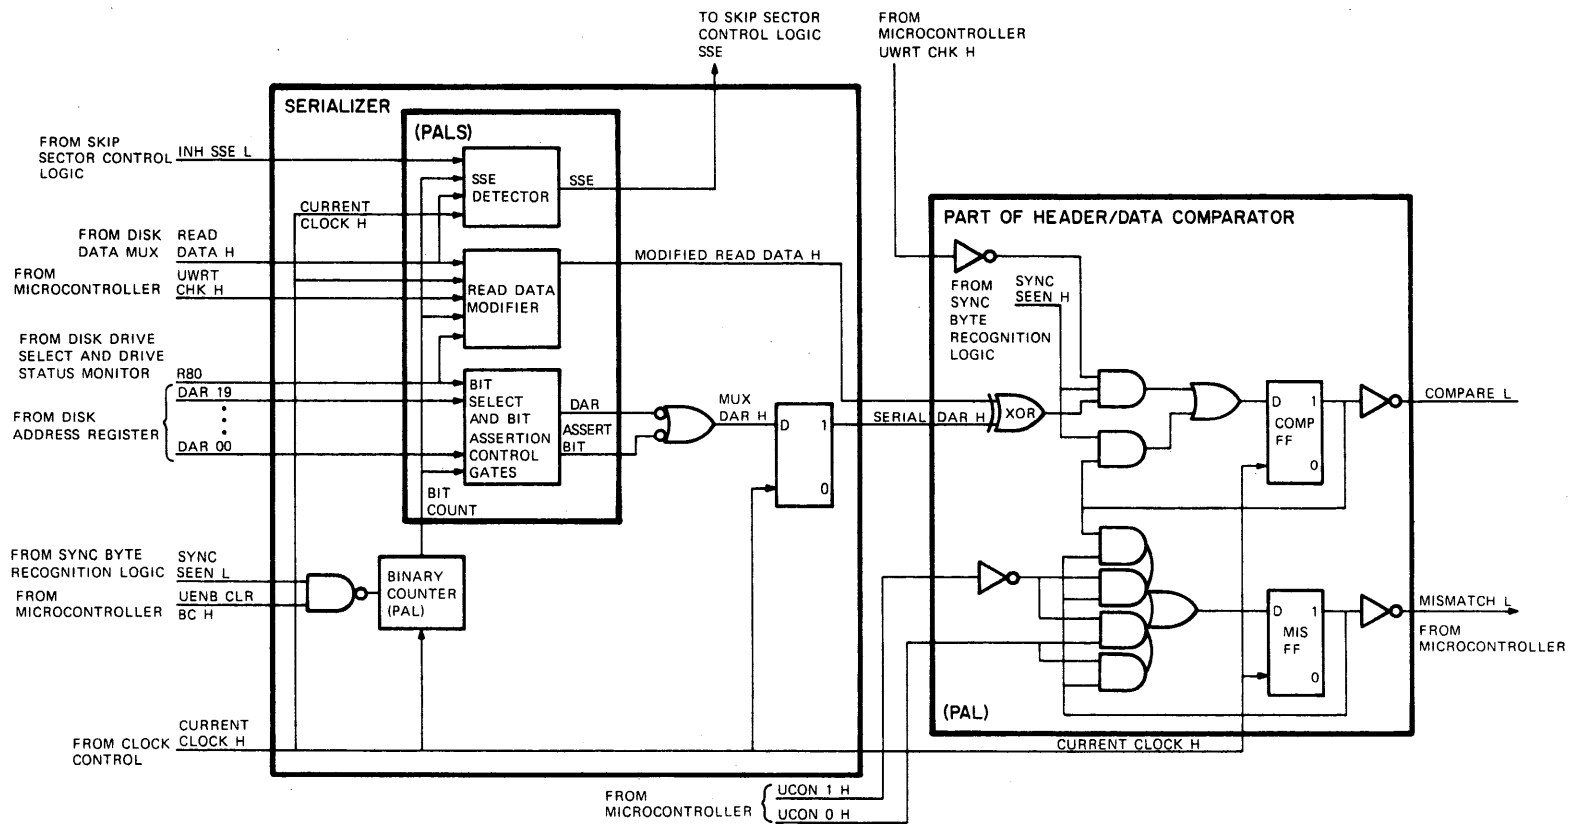 TO SKIP SECTOR
CONTROL LOGIC
SSE
FROM
MICROCONTROLLER
UWRT CHK H
SERIALIZER
(PALS)
FROM SKIP
SECTOR CONTROL
LOGIC
INH SSE L
SSE
DETECTOR
SSE
CURRENT
CLOCK H
FROM DISK
DATA MUX
READ
DATA H
FROM
MICROCONTROLLER
UWRT
CHK H
READ DATA
MODIFIER
MODIFIED READ DATA H
FROM DISK DRIVE
SELECT AND DRIVE
STATUS MONITOR
R80
DAR 19
FROM DISK
ADDRESS REGISTER
DAR 00
BIT
SELECT
AND BIT
ASSERTION
CONTROL
GATES
DAR
ASSERT
BIT
MUX
DAR H
D 1
0
SERIAL DAR H
BIT
COUNT
FROM SYNC BYTE
RECOGNITION LOGIC
SYNC
SEEN L
FROM
MICROCONTROLLER
UENB CLR
BC H
BINARY
COUNTER
(PAL)
FROM CLOCK
CONTROL
CURRENT
CLOCK H
PART OF HEADER/DATA COMPARATOR
FROM
SYNC
BYTE
RECOGNITION
LOGIC
SYNC
SEEN H
XOR
D 1
COMP
FF
0
COMPARE L
D 1
MIS
FF
0
MISMATCH L
FROM
MICROCONTROLLER
(PAL)
CURRENT CLOCK H
FROM
MICROCONTROLLER
UCON 1 H
UCON 0 H